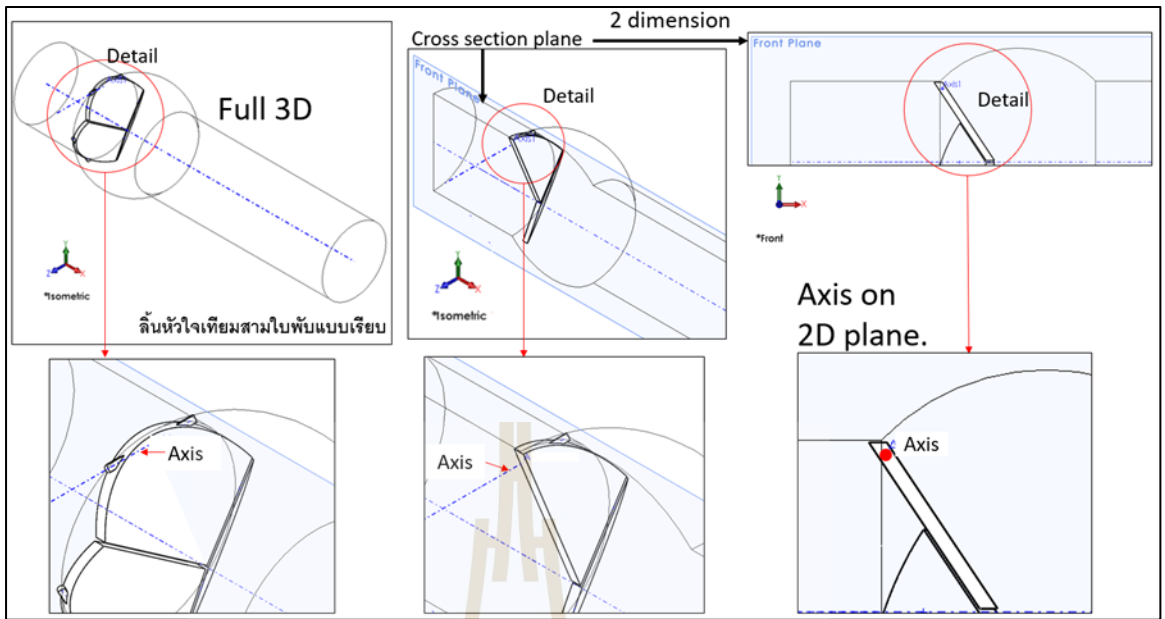 Detail
Full 3D
Y
Z
X
*Isometric
ลิ้นหัวใจเทียมสามใบพับแบบเรียบ
2 dimension
Cross section plane
Front Plane
Detail
Axis1
Y
Z
X
*Isometric
Front Plane
Axis1
Detail
Y
X
*Front
Axis on
2D plane.
Axis
Axis
Axis